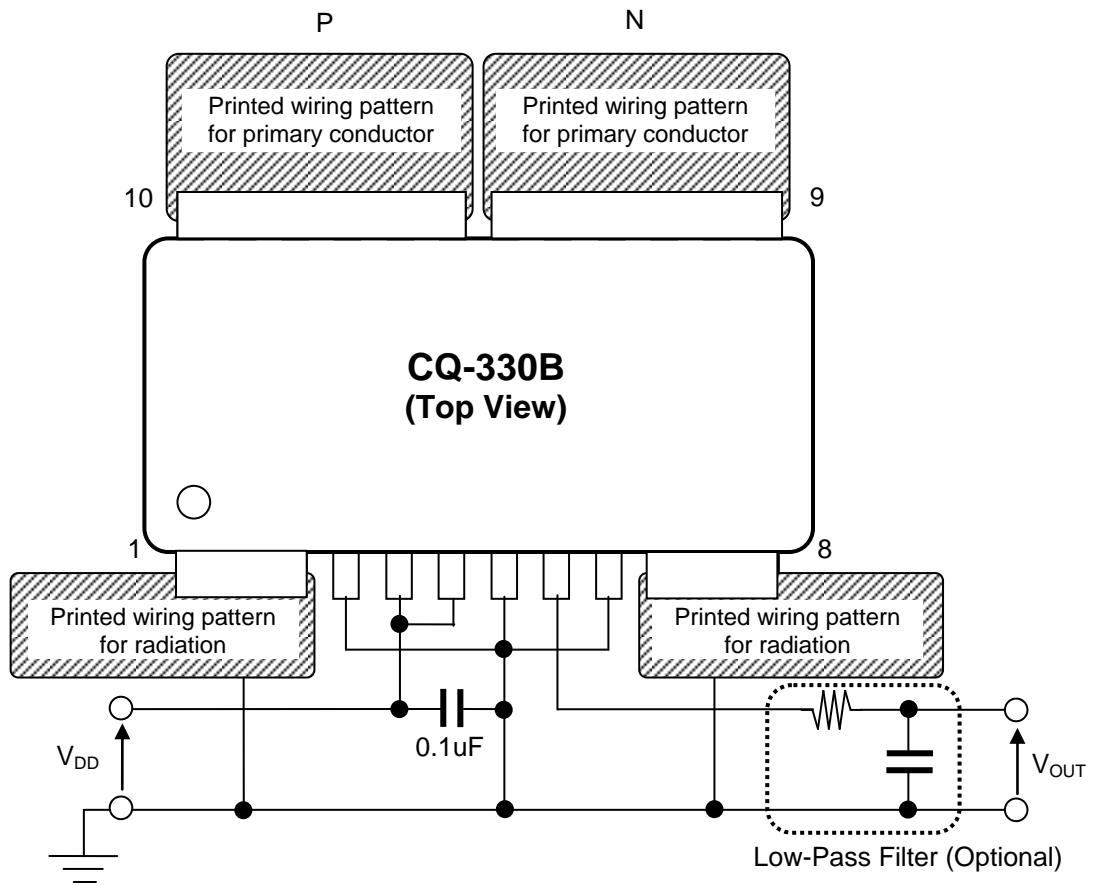 P
N
Printed wiring pattern
for primary conductor
Printed wiring pattern
for primary conductor
10
9
CQ-330B
(Top View)
1
8
Printed wiring pattern
for radiation
Printed wiring pattern
for radiation
0.1uF
VDD
VOUT
Low-Pass Filter (Optional)